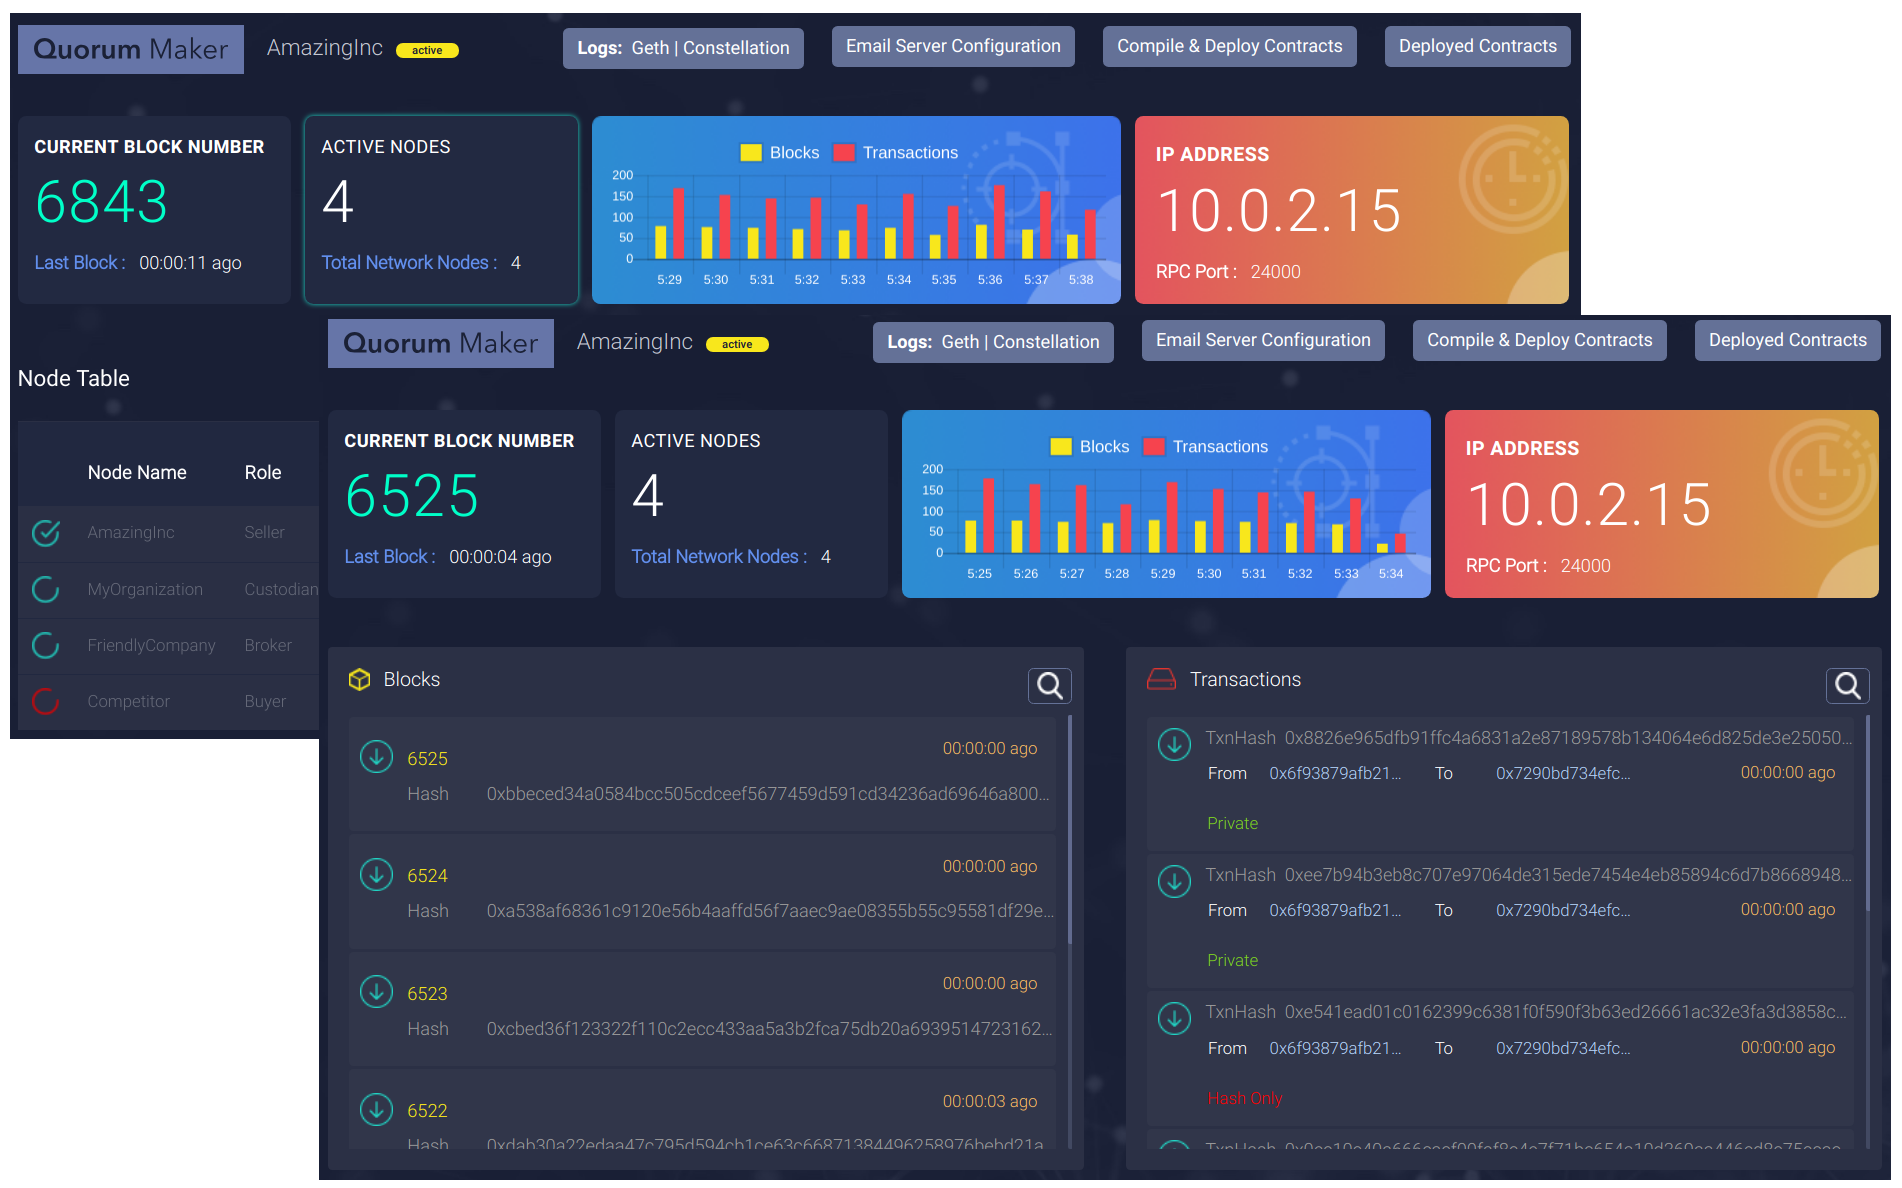 Quorum Maker AmazingInc active Logs: Geth | Constellation Email Server Configuration Compile & Deploy Contracts Deployed Contracts
CURRENT BLOCK NUMBER
6843
Last Block : 00:00:11 ago
ACTIVE NODES
4
Total Network Nodes : 4
Blocks Transactions
200
150
100
50
0
5:29 5:30 5:31 5:32 5:33 5:34 5:35 5:36 5:37 5:38
IP ADDRESS
10.0.2.15
RPC Port : 24000
Node Table
Node Name Role
AmazingInc Seller
MyOrganization Custodian
FriendlyCompany Broker
Competitor Buyer
Quorum Maker AmazingInc active Logs: Geth | Constellation Email Server Configuration Compile & Deploy Contracts Deployed Contracts
CURRENT BLOCK NUMBER
6525
Last Block : 00:00:04 ago
ACTIVE NODES
4
Total Network Nodes : 4
Blocks Transactions
200
150
100
50
0
5:25 5:26 5:27 5:28 5:29 5:30 5:31 5:32 5:33 5:34
IP ADDRESS
10.0.2.15
RPC Port : 24000
Blocks
6525 00:00:00 ago
Hash 0xbbeced34a0584bcc505cdceef5677459d591cd34236ad69646a800...
6524 00:00:00 ago
Hash 0xa538af68361c9120e56b4aaffd56f7aaec9ae08355b55c95581df29e...
6523 00:00:00 ago
Hash 0xcbed36f123322f110c2ecc433aa5a3b2fca75db20a6939514723162...
6522 00:00:03 ago
Hash
Transactions
TxnHash 0x8826e965dfb91ffc4a6831a2e87189578b134064e6d825de3e25050...
From 0x6f93879afb21... To 0x7290bd734efc... 00:00:00 ago
Private
TxnHash 0xee7b94b3eb8c707e97064de315ede7454e4eb85894c6d7b8668948...
From 0x6f93879afb21... To 0x7290bd734efc... 00:00:00 ago
Private
TxnHash 0xe541ead01c0162399c6381f0f590f3b63ed26661ac32e3fa3d3858c...
From 0x6f93879afb21... To 0x7290bd734efc... 00:00:00 ago
Hash Only
TxnHash